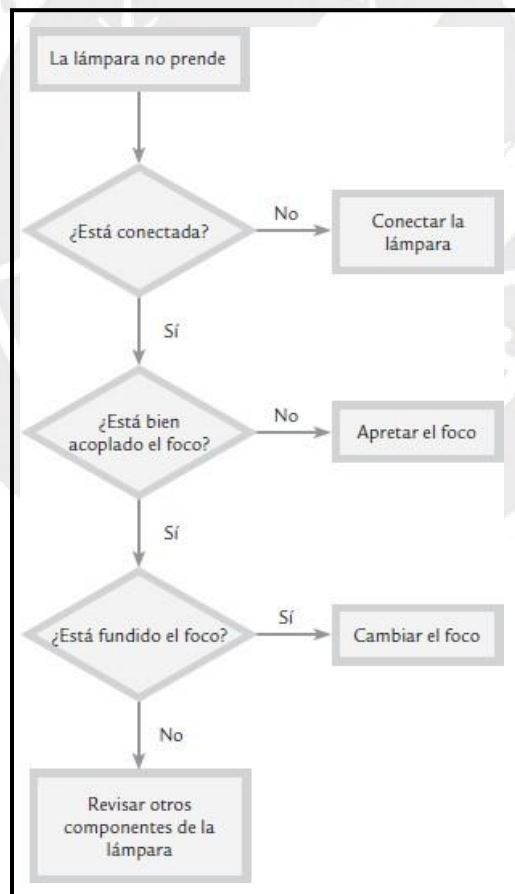 La lámpara no prende
¿Está conectada?
No
Conectar la
lámpara
Sí
¿Está bien
acoplado el foco?
No
Apretar el foco
Sí
¿Está fundido el foco?
Sí
Cambiar el foco
No
Revisar otros
componentes de la
lámpara